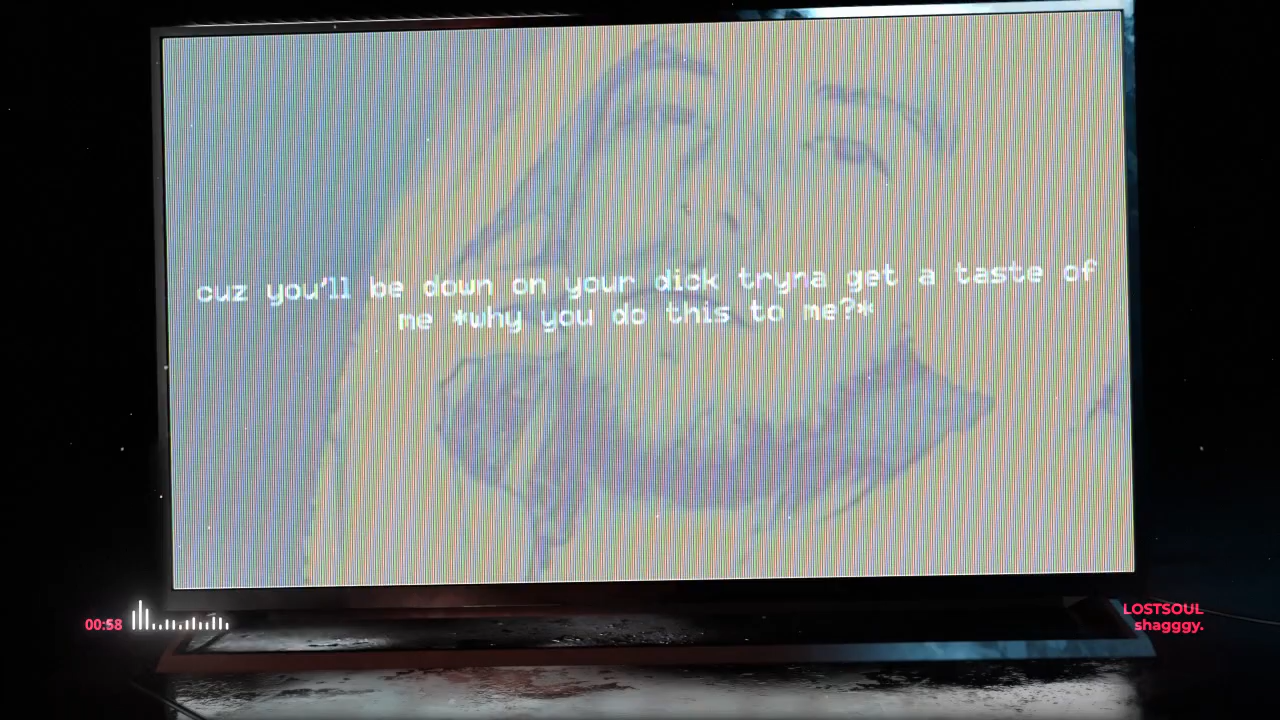 cuz you'll be down on your dick tryna get a taste of
me *why you do this to me?*
00:58
LOSTSOUL
shagggy.